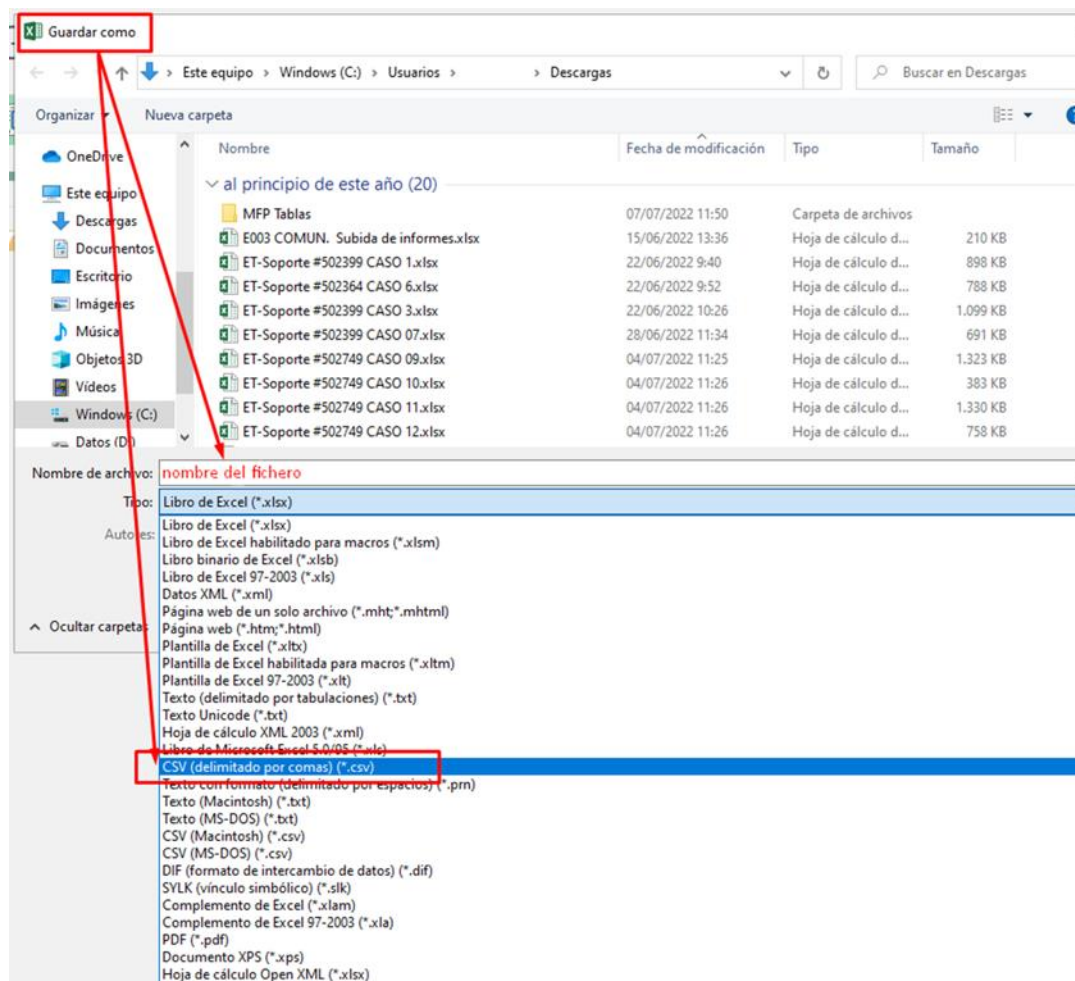 Guardar como
Este equipo > Windows (C:) > Usuarios > > Descargas
Buscar en Descargas
Organizar
Nueva carpeta
OneDrive
Este equipo
Descargas
Documentos
Escritorio
Imágenes
Música
Objetos 3D
Vídeos
Windows (C:)
Datos (D:)
Nombre Fecha de modificación Tipo Tamaño
al principio de este año (20)
MFP Tablas 07/07/2022 11:50 Carpeta de archivos
E003 COMUN. Subida de informes.xlsx 15/06/2022 13:36 Hoja de cálculo d... 210 KB
ET-Soporte #502399 CASO 1.xlsx 22/06/2022 9:40 Hoja de cálculo d... 898 KB
ET-Soporte #502364 CASO 6.xlsx 22/06/2022 9:52 Hoja de cálculo d... 788 KB
ET-Soporte #502399 CASO 3.xlsx 22/06/2022 10:26 Hoja de cálculo d... 1.099 KB
ET-Soporte #502399 CASO 07.xlsx 28/06/2022 11:34 Hoja de cálculo d... 691 KB
ET-Soporte #502749 CASO 09.xlsx 04/07/2022 11:25 Hoja de cálculo d... 1.323 KB
ET-Soporte #502749 CASO 10.xlsx 04/07/2022 11:26 Hoja de cálculo d... 383 KB
ET-Soporte #502749 CASO 11.xlsx 04/07/2022 11:26 Hoja de cálculo d... 1.330 KB
ET-Soporte #502749 CASO 12.xlsx 04/07/2022 11:26 Hoja de cálculo d... 758 KB
Nombre de archivo: nombre del fichero
Tipo: Libro de Excel (*.xlsx)
Autores:
Ocultar carpetas
Libro de Excel (*.xlsx)
Libro de Excel habilitado para macros (*.xlsm)
Libro binario de Excel (*.xlsb)
Libro de Excel 97-2003 (*.xls)
Datos XML (*.xml)
Página web de un solo archivo (*.mht;*.mhtml)
Página web (*.htm;*.html)
Plantilla de Excel (*.xltx)
Plantilla de Excel habilitada para macros (*.xltm)
Plantilla de Excel 97-2003 (*.xlt)
Texto (delimitado por tabulaciones) (*.txt)
Texto Unicode (*.txt)
Hoja de cálculo XML 2003 (*.xml)
Libro de Microsoft Excel 5.0/95 (*.xls)
CSV (delimitado por comas) (*.csv)
Texto con formato (delimitado por espacios) (*.prn)
Texto (Macintosh) (*.txt)
Texto (MS-DOS) (*.txt)
CSV (Macintosh) (*.csv)
CSV (MS-DOS) (*.csv)
DIF (formato de intercambio de datos) (*.dif)
SYLK (vínculo simbólico) (*.slk)
Complemento de Excel (*.xlam)
Complemento de Excel 97-2003 (*.xla)
PDF (*.pdf)
Documento XPS (*.xps)
Hoja de cálculo Open XML (*.xlsx)